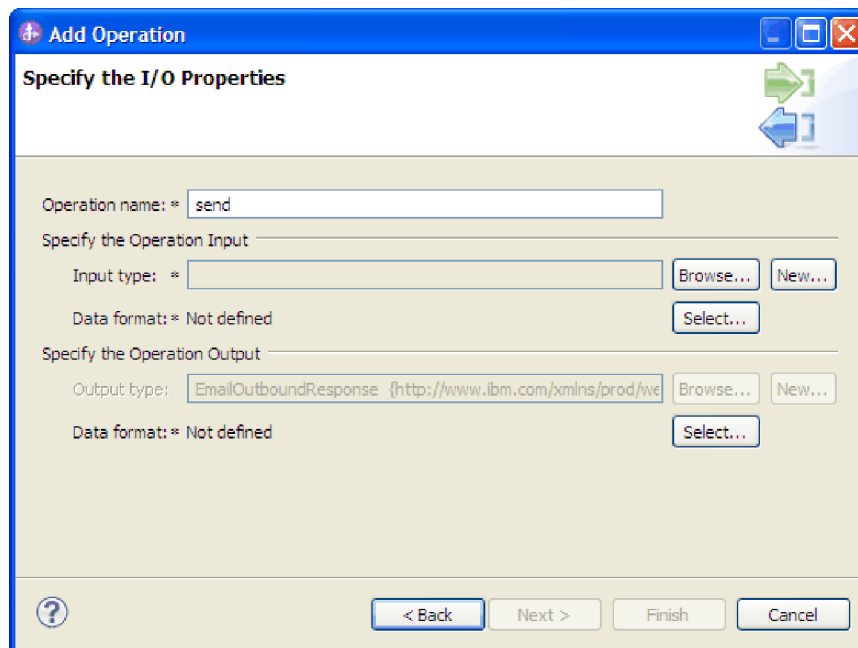 Add Operation
Specify the I/O Properties
Operation name: * send
Specify the Operation Input
Input type: * Browse... New...
Data format: * Not defined Select...
Specify the Operation Output
Output type: EmailOutboundResponse {http://www.ibm.com/xmlns/prod/we Browse... New...
Data format: * Not defined Select...
? < Back Next > Finish Cancel